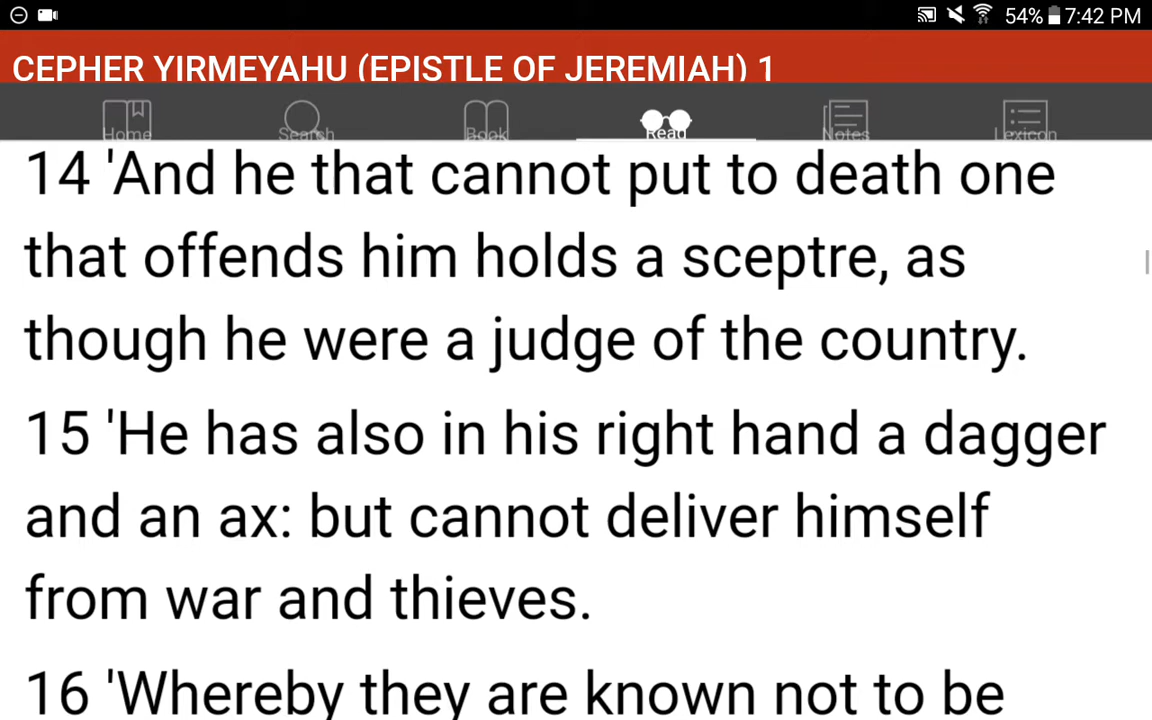 54% 7:42 PM
CEPHER YIRMEYAHU (EPISTLE OF JEREMIAH) 1
Home Search Book Read Notes Lexicon
14 'And he that cannot put to death one
that offends him holds a sceptre, as
though he were a judge of the country.
15 'He has also in his right hand a dagger
and an ax: but cannot deliver himself
from war and thieves.
16 'Whereby they are known not to be